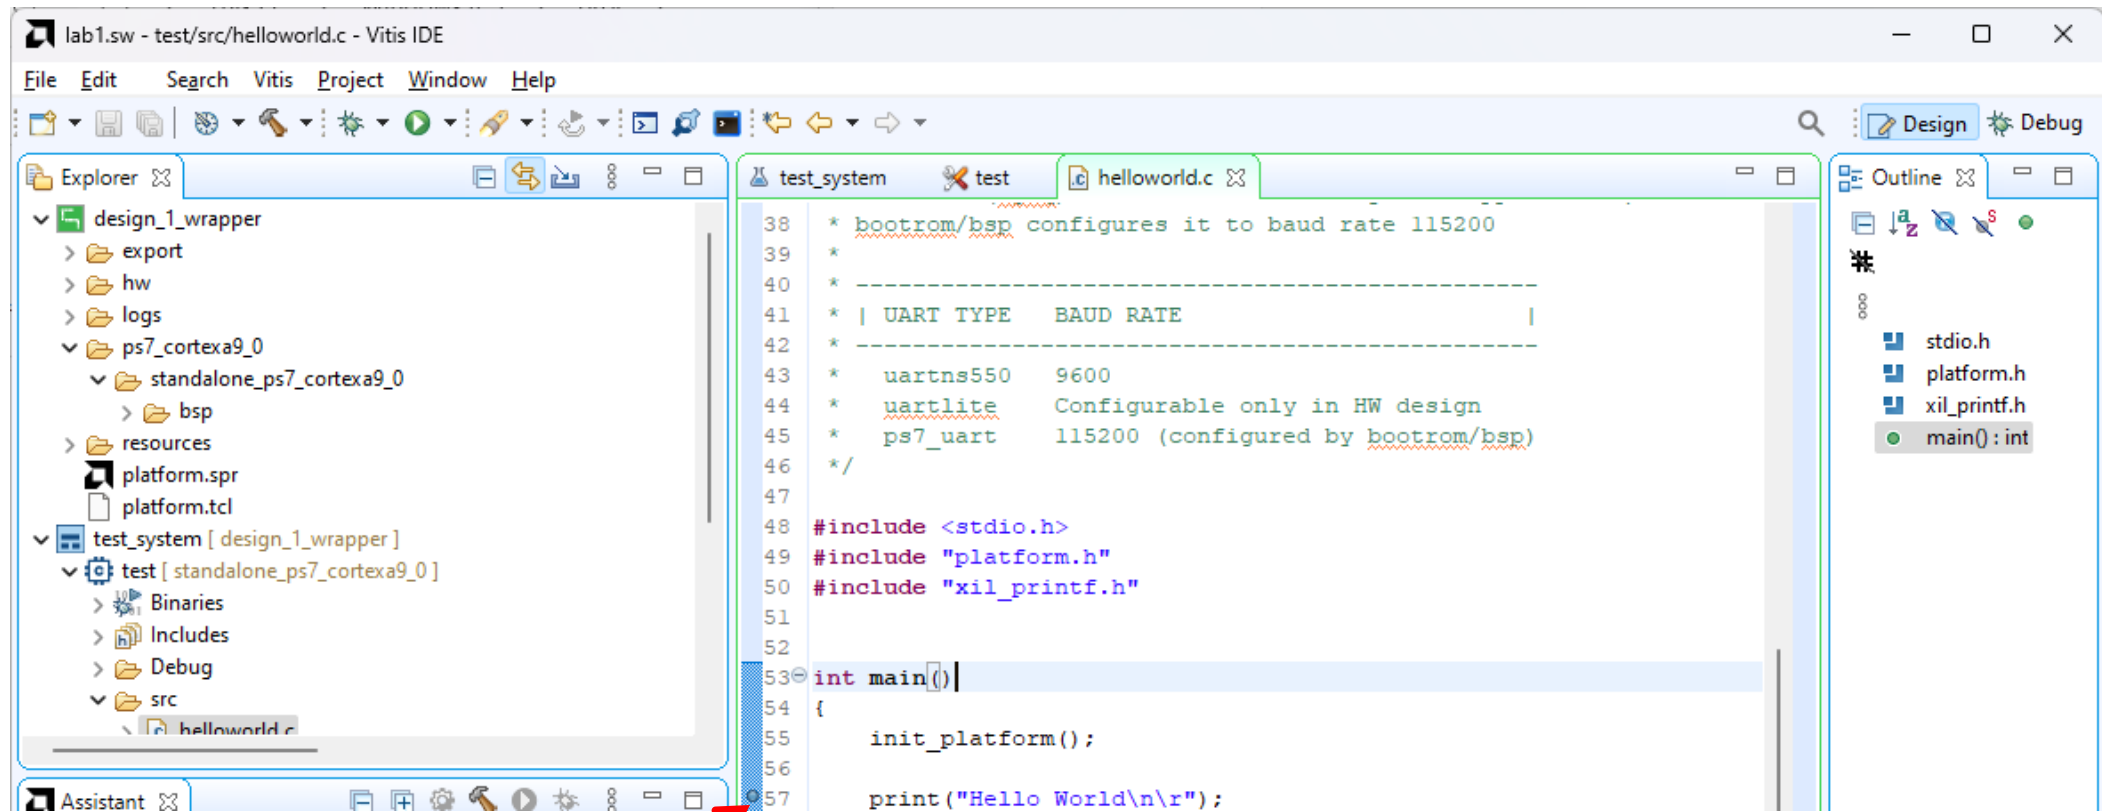 lab1.sw - test/src/helloworld.c - Vitis IDE
File Edit Search Vitis Project Window Help
Design Debug
Explorer
design_1_wrapper
export
hw
logs
ps7_cortexa9_0
standalone_ps7_cortexa9_0
bsp
resources
platform.spr
platform.tcl
test_system [ design_1_wrapper ]
test [ standalone_ps7_cortexa9_0 ]
Binaries
Includes
Debug
src
helloworld.c
Assistant
test_system test helloworld.c
38 * bootrom/bsp configures it to baud rate 115200
39 *
40 * ------------------------------------------------
41 * | UART TYPE   BAUD RATE                        |
42 * ------------------------------------------------
43 *   uartns550   9600
44 *   uartlite    Configurable only in HW design
45 *   ps7_uart    115200 (configured by bootrom/bsp)
46 */
47
48 #include <stdio.h>
49 #include "platform.h"
50 #include "xil_printf.h"
51
52
53 int main()
54 {
55     init_platform();
56
57     print("Hello World\n\r");
Outline
stdio.h
platform.h
xil_printf.h
main() : int